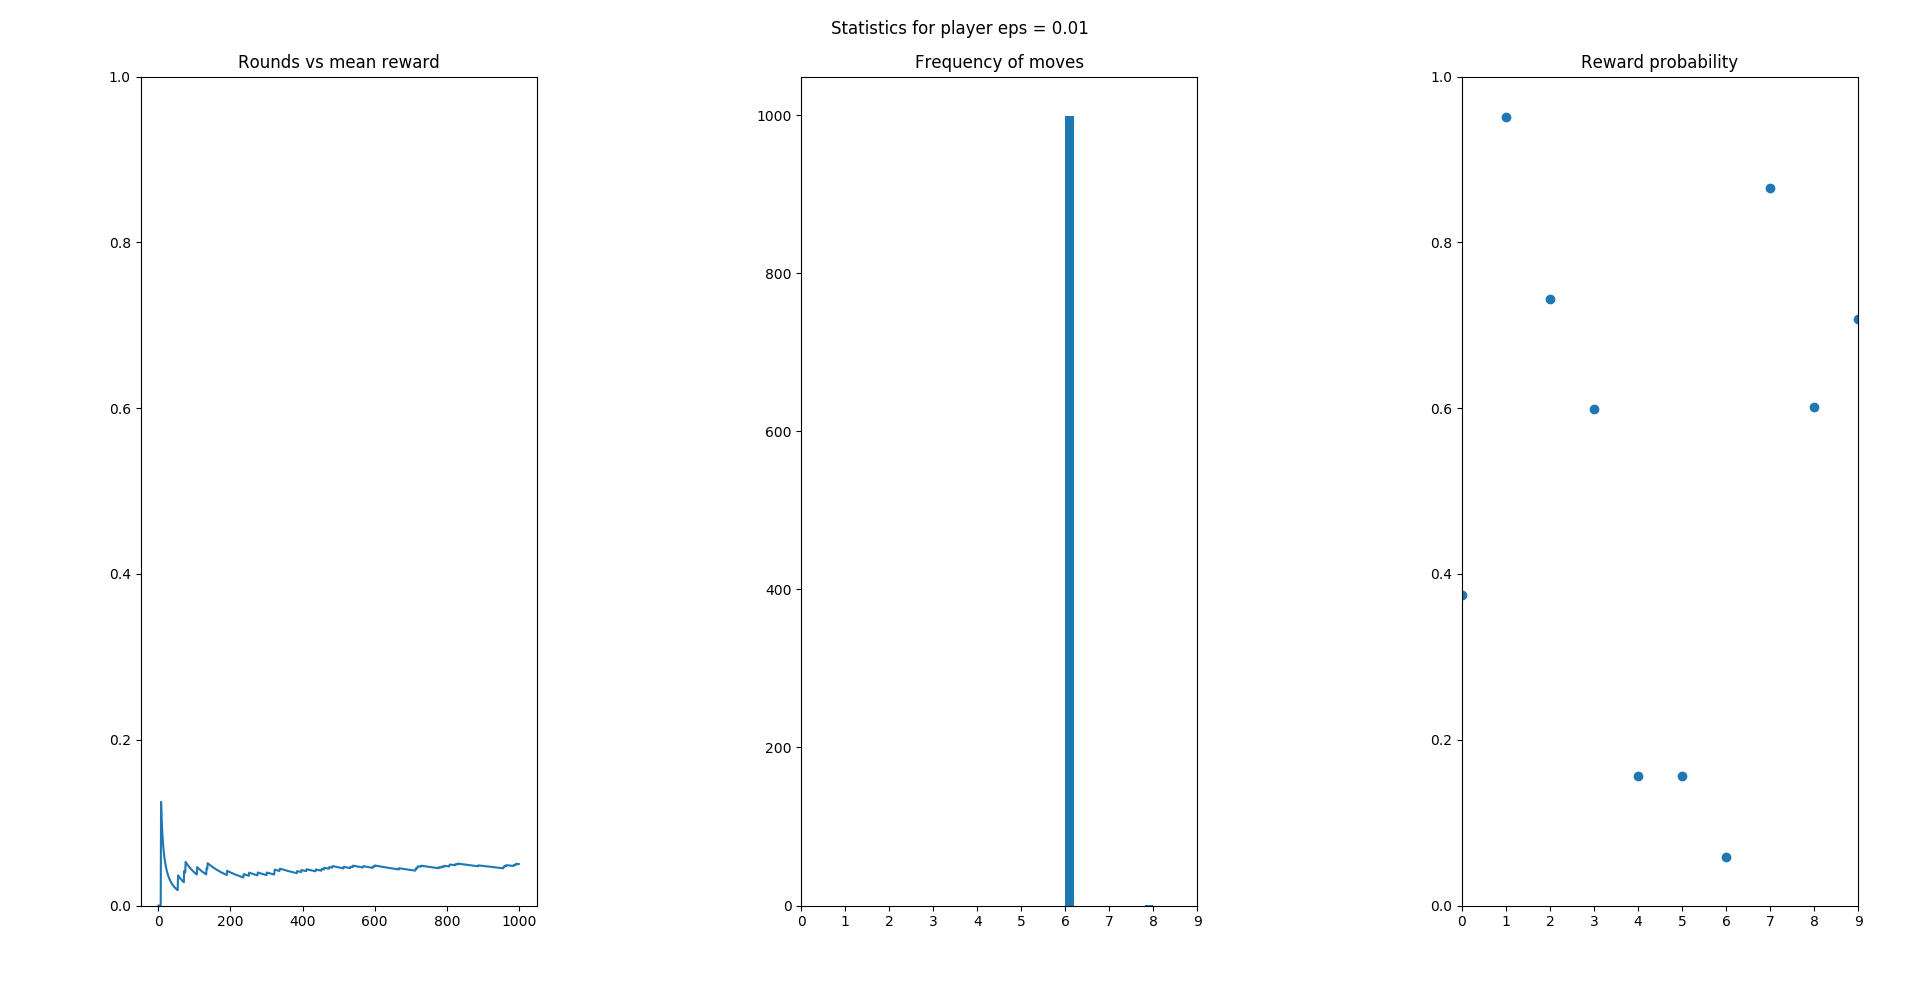 Statistics for player eps = 0.01
Rounds vs mean reward
1.0
0.8
0.6
0.4
0.2
0.0
0 200 400 600 800 1000
Frequency of moves
1000
800
600
400
200
0
0 1 2 3 4 5 6 7 8 9
Reward probability
1.0
0.8
0.6
0.4
0.2
0.0
0 1 2 3 4 5 6 7 8 9